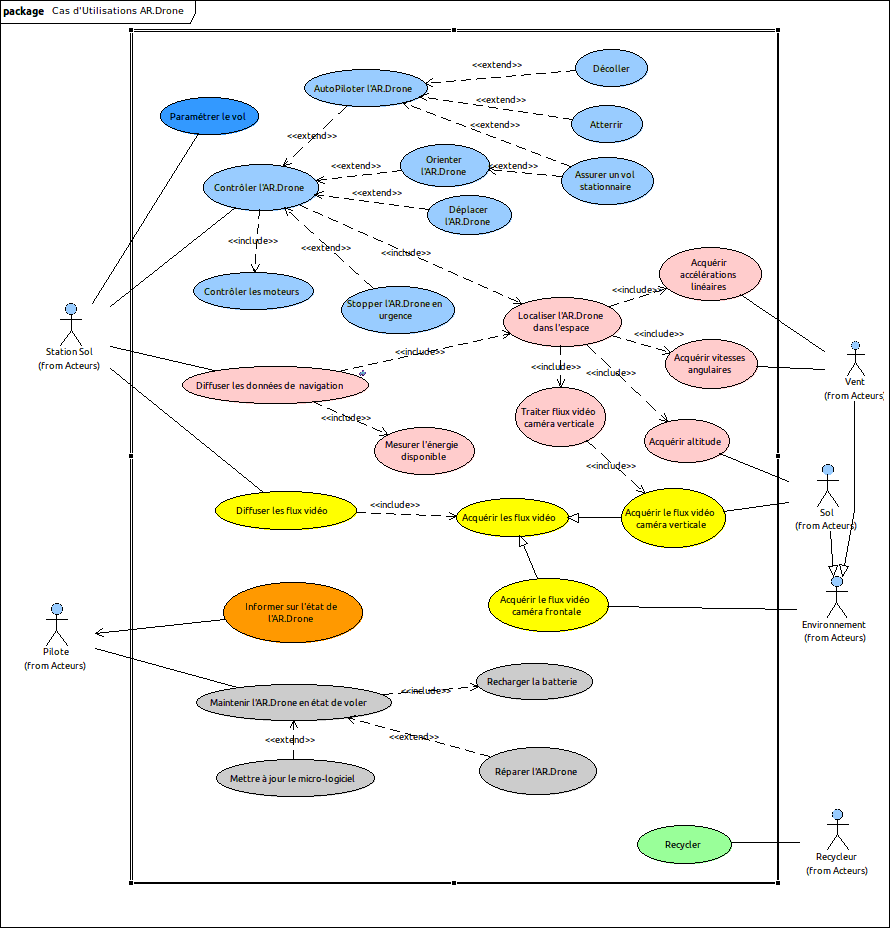 package Cas d'Utilisations AR.Drone
<<extend>>
Décoller
AutoPiloter l'AR.Drone
<<extend>>
Paramétrer le vol
<<extend>>
Atterrir
<<extend>>
Orienter
l'AR.Drone
<<extend>>
<<extend>>
Assurer un vol
stationnaire
Contrôler l'AR.Drone
<<extend>>
Déplacer
l'AR.Drone
<<include>>
<<extend>>
<<include>>
Acquérir
accélérations
linéaires
Contrôler les moteurs
<<include>>
Stopper l'AR.Drone en
urgence
Localiser l'AR.Drone
dans l'espace
<<include>>
Station Sol
(from Acteurs)
<<include>>
Acquérir vitesses
angulaires
<<include>>
<<include>>
Vent
(from Acteurs)
Diffuser les données de navigation
<<include>>
Traiter fliux vidéo
caméra verticale
Mesurer l'énergie
disponible
Acquérir altitude
<<include>>
Diffuser les flux vidéo
<<include>>
Acquérir les flux vidéo
Acquérir le flux vidéo
caméra verticale
Sol
(from Acteurs)
Acquérir le flux vidéo
caméra frontale
Informer sur l'état de
l'AR.Drone
Environnement
(from Acteurs)
Pilote
(from Acteurs)
Recharger la batterie
<<include>>
Maintenir l'AR.Drone en état de voler
<<extend>>
<<extend>>
Mettre à jour le micro-logiciel
Réparer l'AR.Drone
Recycler
Recycleur
(from Acteurs)